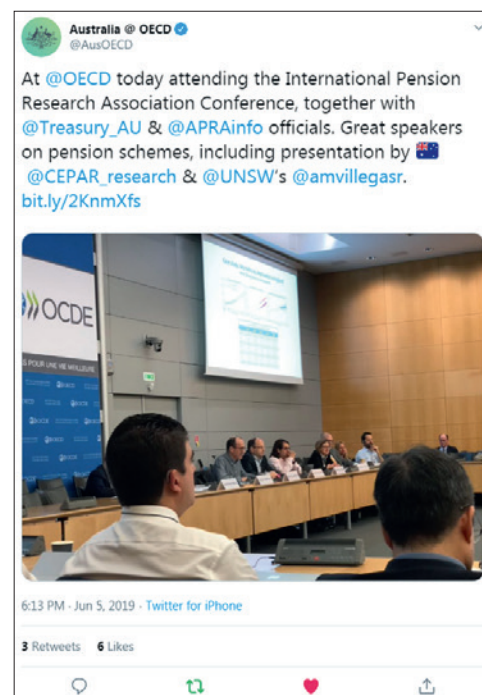 Australia @ OECD
@AusOECD
At @OECD today attending the International Pension
Research Association Conference, together with
@Treasury_AU & @APRAinfo officials. Great speakers
on pension schemes, including presentation by 🇦🇺
@CEPAR_research & @UNSW's @amvillegasr.
bit.ly/2KnmXfs
OCDE
POUR UNE VIE MEILLEURE
6:13 PM · Jun 5, 2019 · Twitter for iPhone
3 Retweets 6 Likes